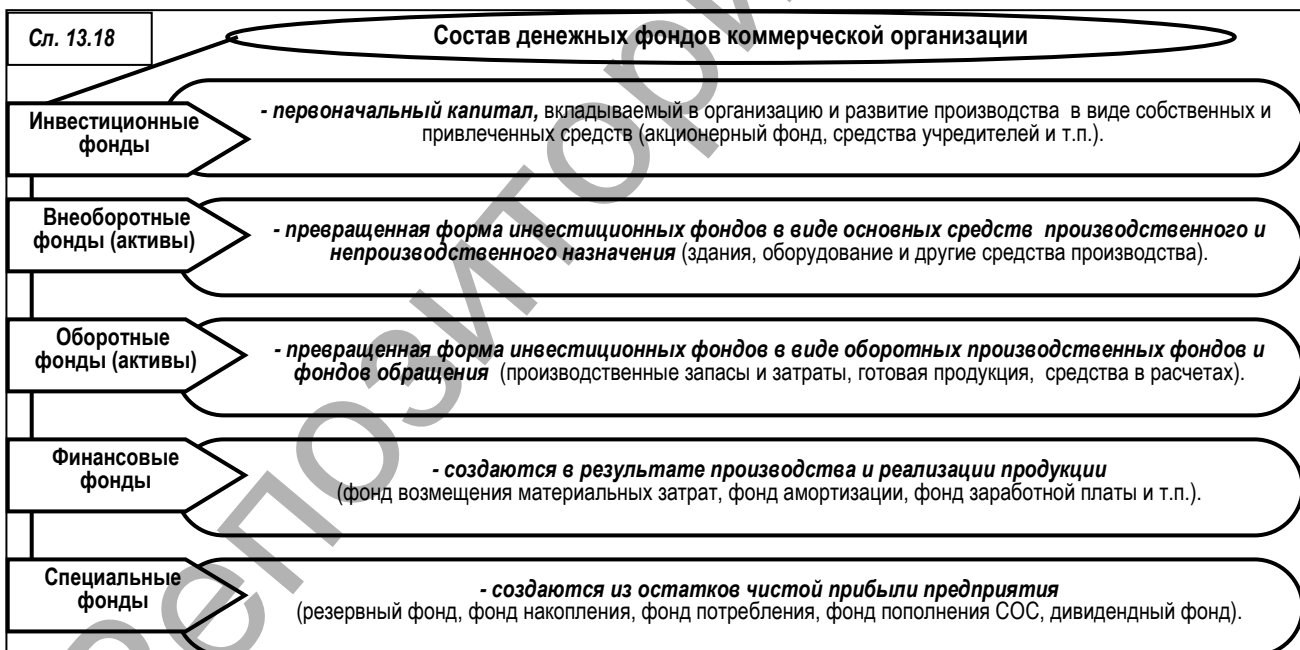 Сл. 13.18
Состав денежных фондов коммерческой организации
Инвестиционные
фонды
- первоначальный капитал, вкладываемый в организацию и развитие производства в виде собственных и
привлеченных средств (акционерный фонд, средства учредителей и т.п.).
Внеоборотные
фонды (активы)
- превращенная форма инвестиционных фондов в виде основных средств производственного и
непроизводственного назначения (здания, оборудование и другие средства производства).
Оборотные
фонды (активы)
- превращенная форма инвестиционных фондов в виде оборотных производственных фондов и
фондов обращения (производственные запасы и затраты, готовая продукция, средства в расчетах).
Финансовые
фонды
- создаются в результате производства и реализации продукции
(фонд возмещения материальных затрат, фонд амортизации, фонд заработной платы и т.п.).
Специальные
фонды
- создаются из остатков чистой прибыли предприятия
(резервный фонд, фонд накопления, фонд потребления, фонд пополнения СОС, дивидендный фонд).